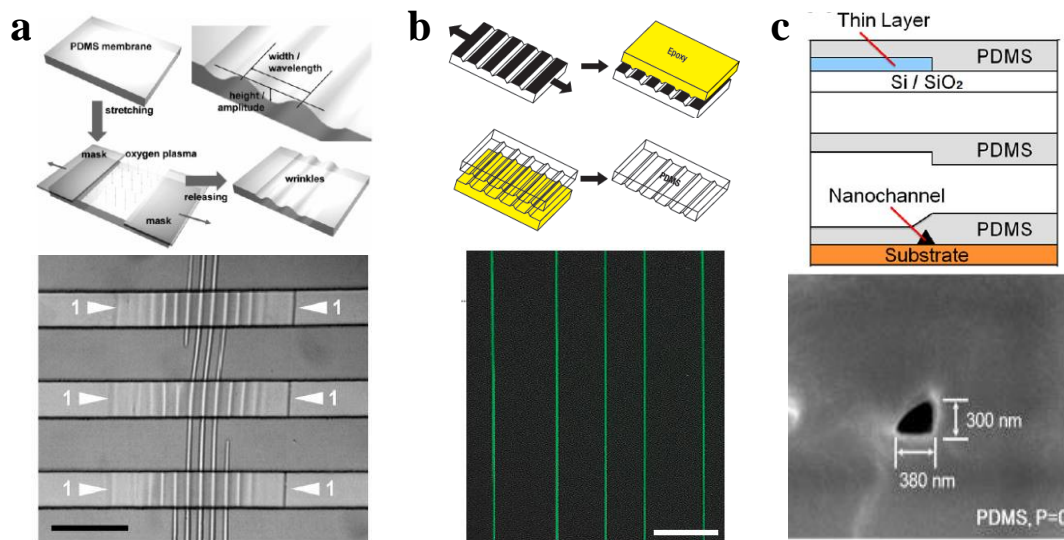 a
PDMS membrane
stretching
width /
wavelength
height /
amplitude
mask
oxygen plasma
releasing
mask
wrinkles
1
1
1
1
1
1
b
Epoxy
PDMS
c
Thin Layer
PDMS
Si / SiO₂
PDMS
Nanochannel
PDMS
Substrate
300 nm
380 nm
PDMS, P=0